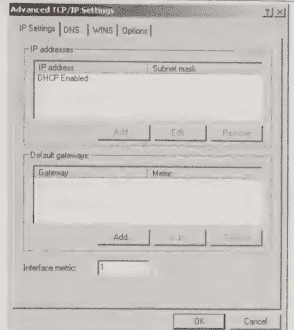 Advanced TCP/IP Settings ? ×
IP Settings DNS WINS Options
IP addresses
IP address Subnet mask
DHCP Enabled
Add Edit Remove
Default gateways:
Gateway Metric
Add...
Interface metric: 1
OK Cancel